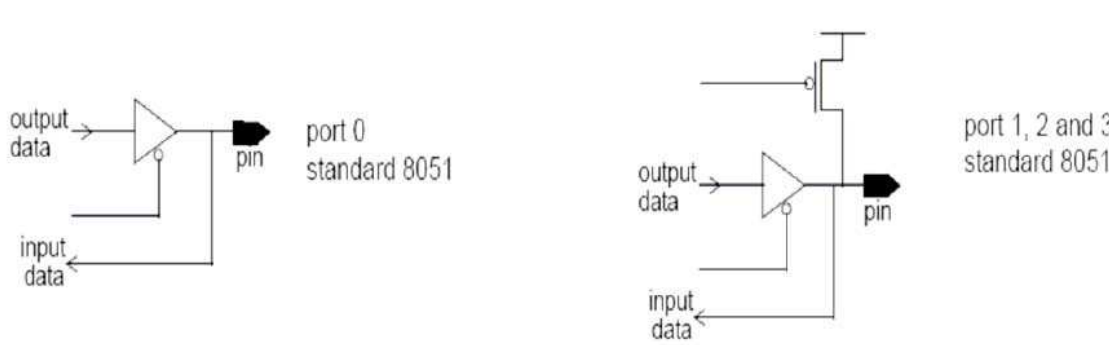 output
data
pin
port 0
standard 8051
input
data
output
data
pin
port 1, 2 and 3
standard 8051
input
data